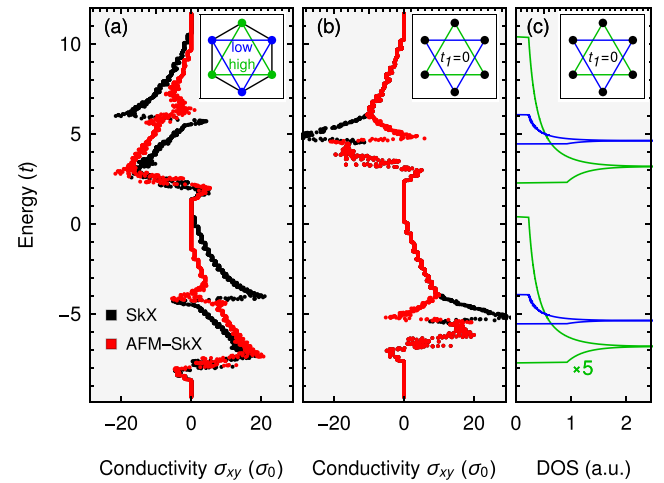 (a)
low
high
(b)
t₁=0
(c)
t₁=0
Energy (t)
10
5
0
−5
SkX
AFM−SkX
×5
−20 0 20
−20 0 20
0 1 2
Conductivity σxy (σ0)
Conductivity σxy (σ0)
DOS (a.u.)